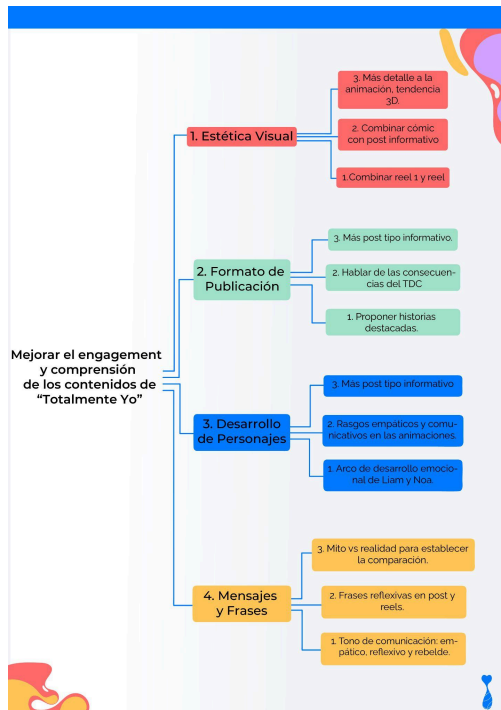 3. Más detalle a la
animación, tendencia
3D.
1. Estética Visual
2. Combinar cómic
con post informativo
1.Combinar reel 1 y reel
3. Más post tipo informativo.
2. Formato de
Publicación
2. Hablar de las consecuen-
cias del TDC
1. Proponer historias
destacadas.
Mejorar el engagement
y comprensión
de los contenidos de
“Totalmente Yo”
3. Más post tipo informativo
3. Desarrollo
de Personajes
2. Rasgos empáticos y comu-
nicativos en las animaciones.
1. Arco de desarrollo emocio-
nal de Liam y Noa.
3. Mito vs realidad para establecer
la comparación.
4. Mensajes
y Frases
2. Frases reflexivas en post y
reels.
1. Tono de comunicación: em-
pático, reflexivo y rebelde.